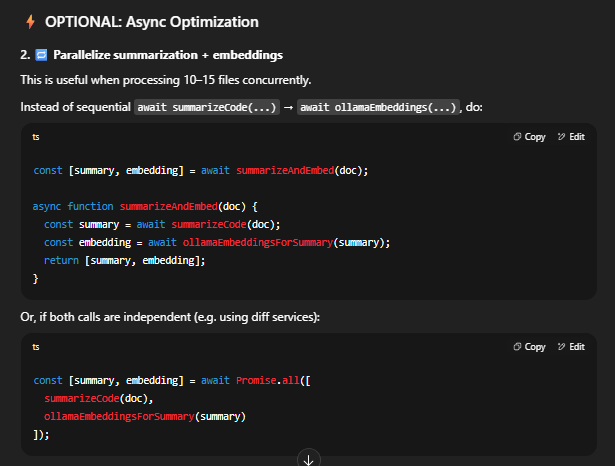 ⚡ OPTIONAL: Async Optimization
2. 🔁 Parallelize summarization + embeddings
This is useful when processing 10–15 files concurrently.
Instead of sequential await summarizeCode(...) → await ollamaEmbeddings(...), do:
ts Copy Edit
const [summary, embedding] = await summarizeAndEmbed(doc);
async function summarizeAndEmbed(doc) {
  const summary = await summarizeCode(doc);
  const embedding = await ollamaEmbeddingsForSummary(summary);
  return [summary, embedding];
}
Or, if both calls are independent (e.g. using diff services):
ts Copy Edit
const [summary, embedding] = await Promise.all([
  summarizeCode(doc),
  ollamaEmbeddingsForSummary(summary)
]);